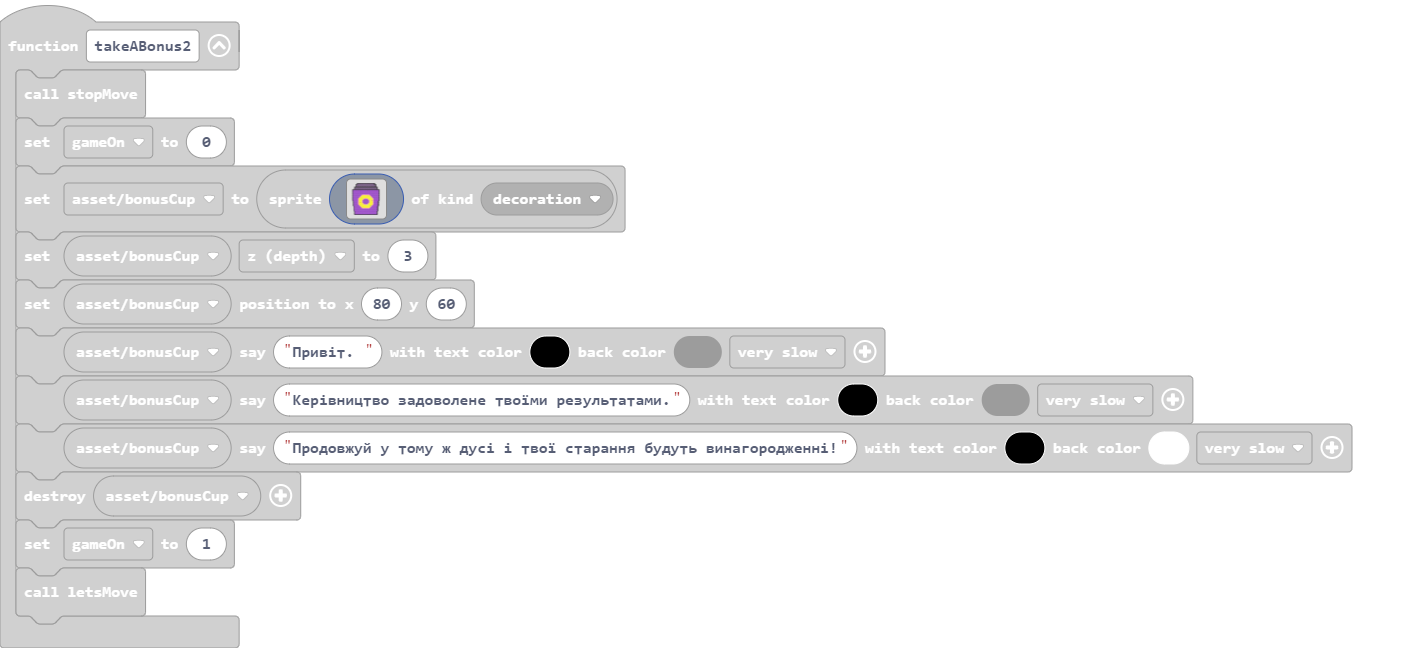 function takeABonus2
call stopMove
set gameOn to 0
set asset/bonusCup to sprite of kind decoration
set asset/bonusCup z (depth) to 3
set asset/bonusCup position to x 80 y 60
asset/bonusCup say "Привіт. " with text color back color very slow
asset/bonusCup say "Керівництво задоволене твоїми результатами." with text color back color very slow
asset/bonusCup say "Продовжуй у тому ж дусі і твої старання будуть винагородженні!" with text color back color very slow
destroy asset/bonusCup
set gameOn to 1
call letsMove